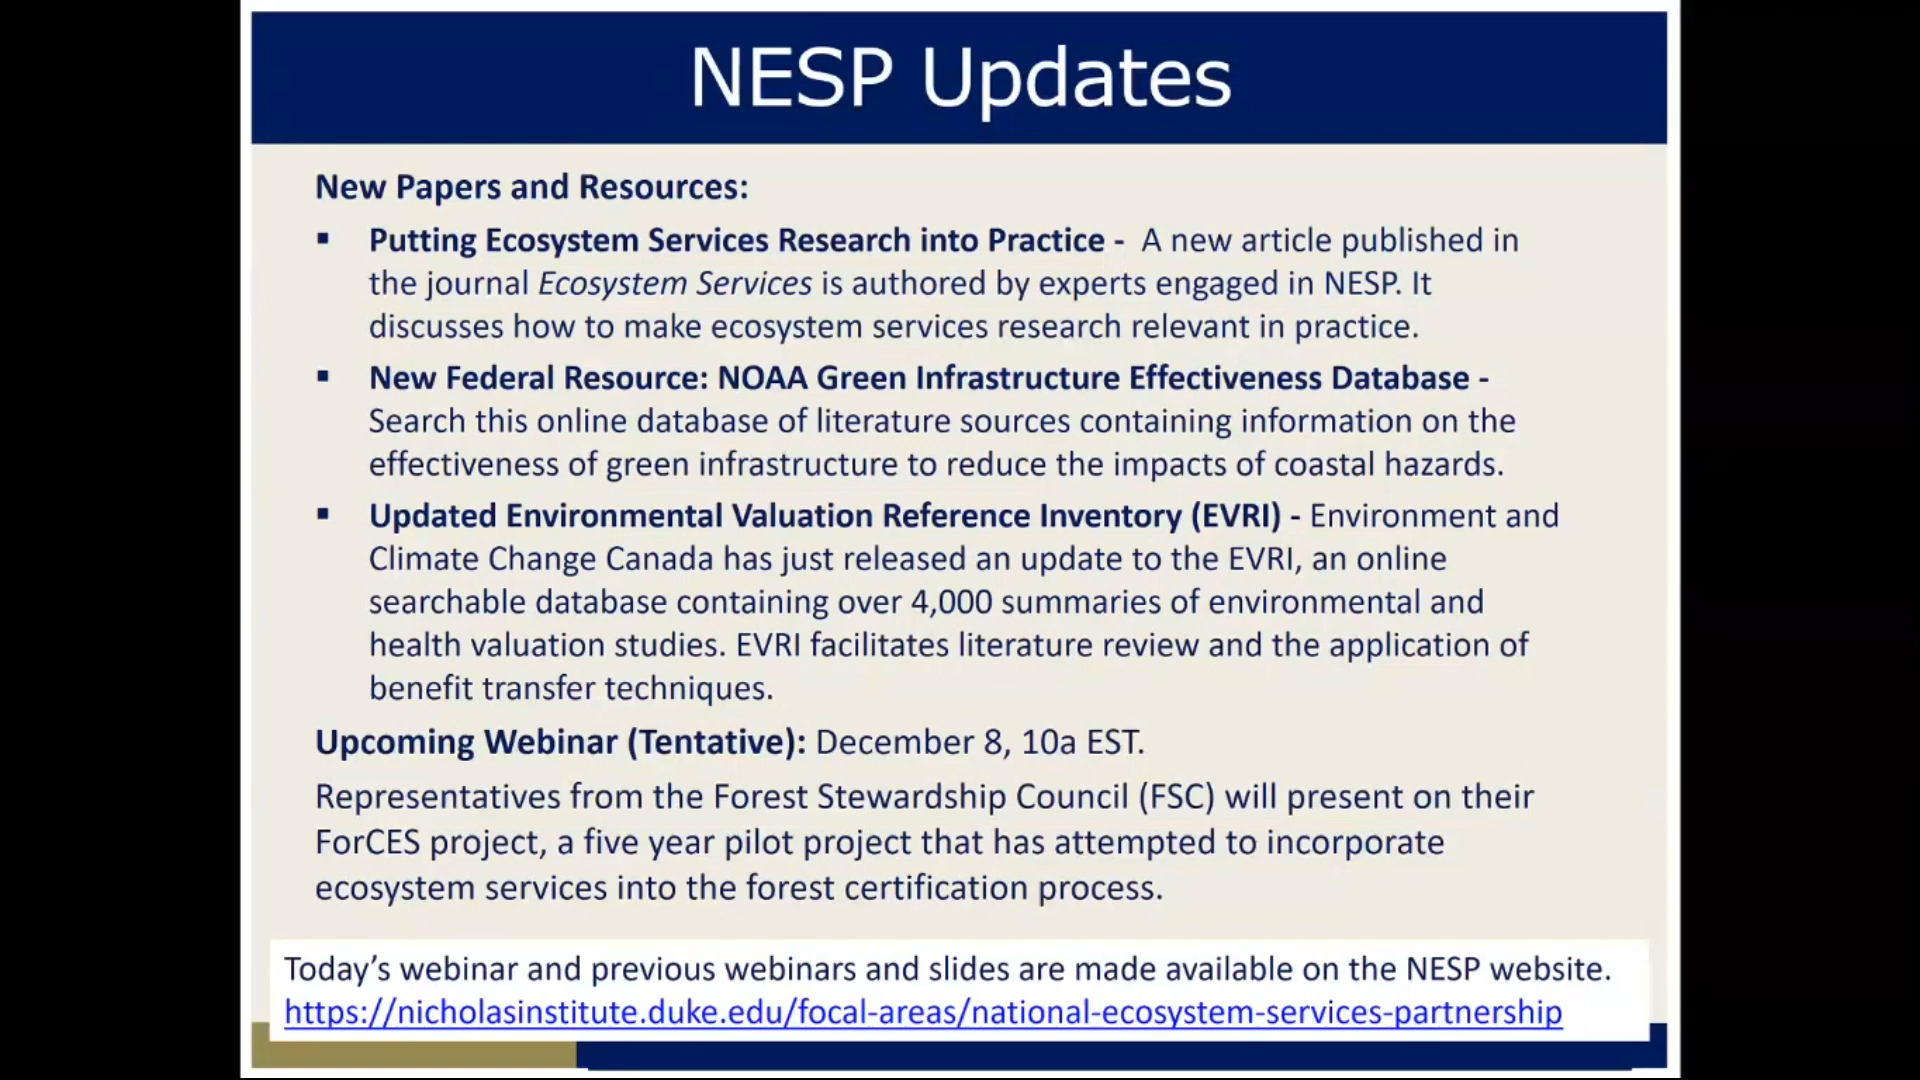 NESP Updates
New Papers and Resources:
▪ Putting Ecosystem Services Research into Practice - A new article published in
the journal Ecosystem Services is authored by experts engaged in NESP. It
discusses how to make ecosystem services research relevant in practice.
▪ New Federal Resource: NOAA Green Infrastructure Effectiveness Database -
Search this online database of literature sources containing information on the
effectiveness of green infrastructure to reduce the impacts of coastal hazards.
▪ Updated Environmental Valuation Reference Inventory (EVRI) - Environment and
Climate Change Canada has just released an update to the EVRI, an online
searchable database containing over 4,000 summaries of environmental and
health valuation studies. EVRI facilitates literature review and the application of
benefit transfer techniques.
Upcoming Webinar (Tentative): December 8, 10a EST.
Representatives from the Forest Stewardship Council (FSC) will present on their
ForCES project, a five year pilot project that has attempted to incorporate
ecosystem services into the forest certification process.
Today’s webinar and previous webinars and slides are made available on the NESP website.
https://nicholasinstitute.duke.edu/focal-areas/national-ecosystem-services-partnership